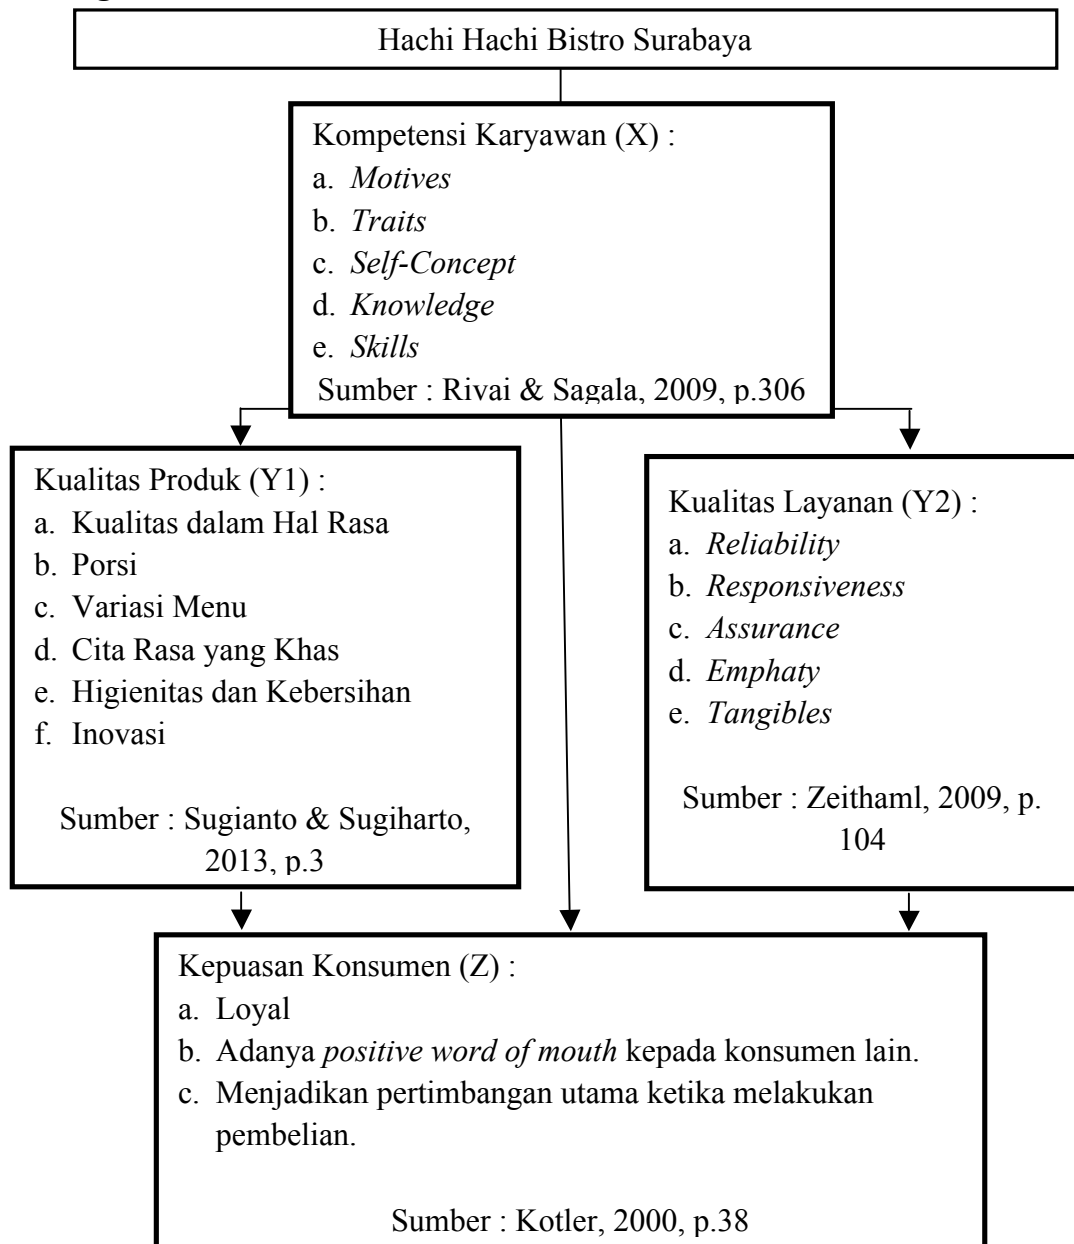 Hachi Hachi Bistro Surabaya
Kompetensi Karyawan (X) :
a. Motives
b. Traits
c. Self-Concept
d. Knowledge
e. Skills
Sumber : Rivai & Sagala, 2009, p.306
Kualitas Produk (Y1) :
a. Kualitas dalam Hal Rasa
b. Porsi
c. Variasi Menu
d. Cita Rasa yang Khas
e. Higienitas dan Kebersihan
f. Inovasi
Sumber : Sugianto & Sugiharto,
2013, p.3
Kualitas Layanan (Y2) :
a. Reliability
b. Responsiveness
c. Assurance
d. Emphaty
e. Tangibles
Sumber : Zeithaml, 2009, p.
104
Kepuasan Konsumen (Z) :
a. Loyal
b. Adanya positive word of mouth kepada konsumen lain.
c. Menjadikan pertimbangan utama ketika melakukan
pembelian.
Sumber : Kotler, 2000, p.38